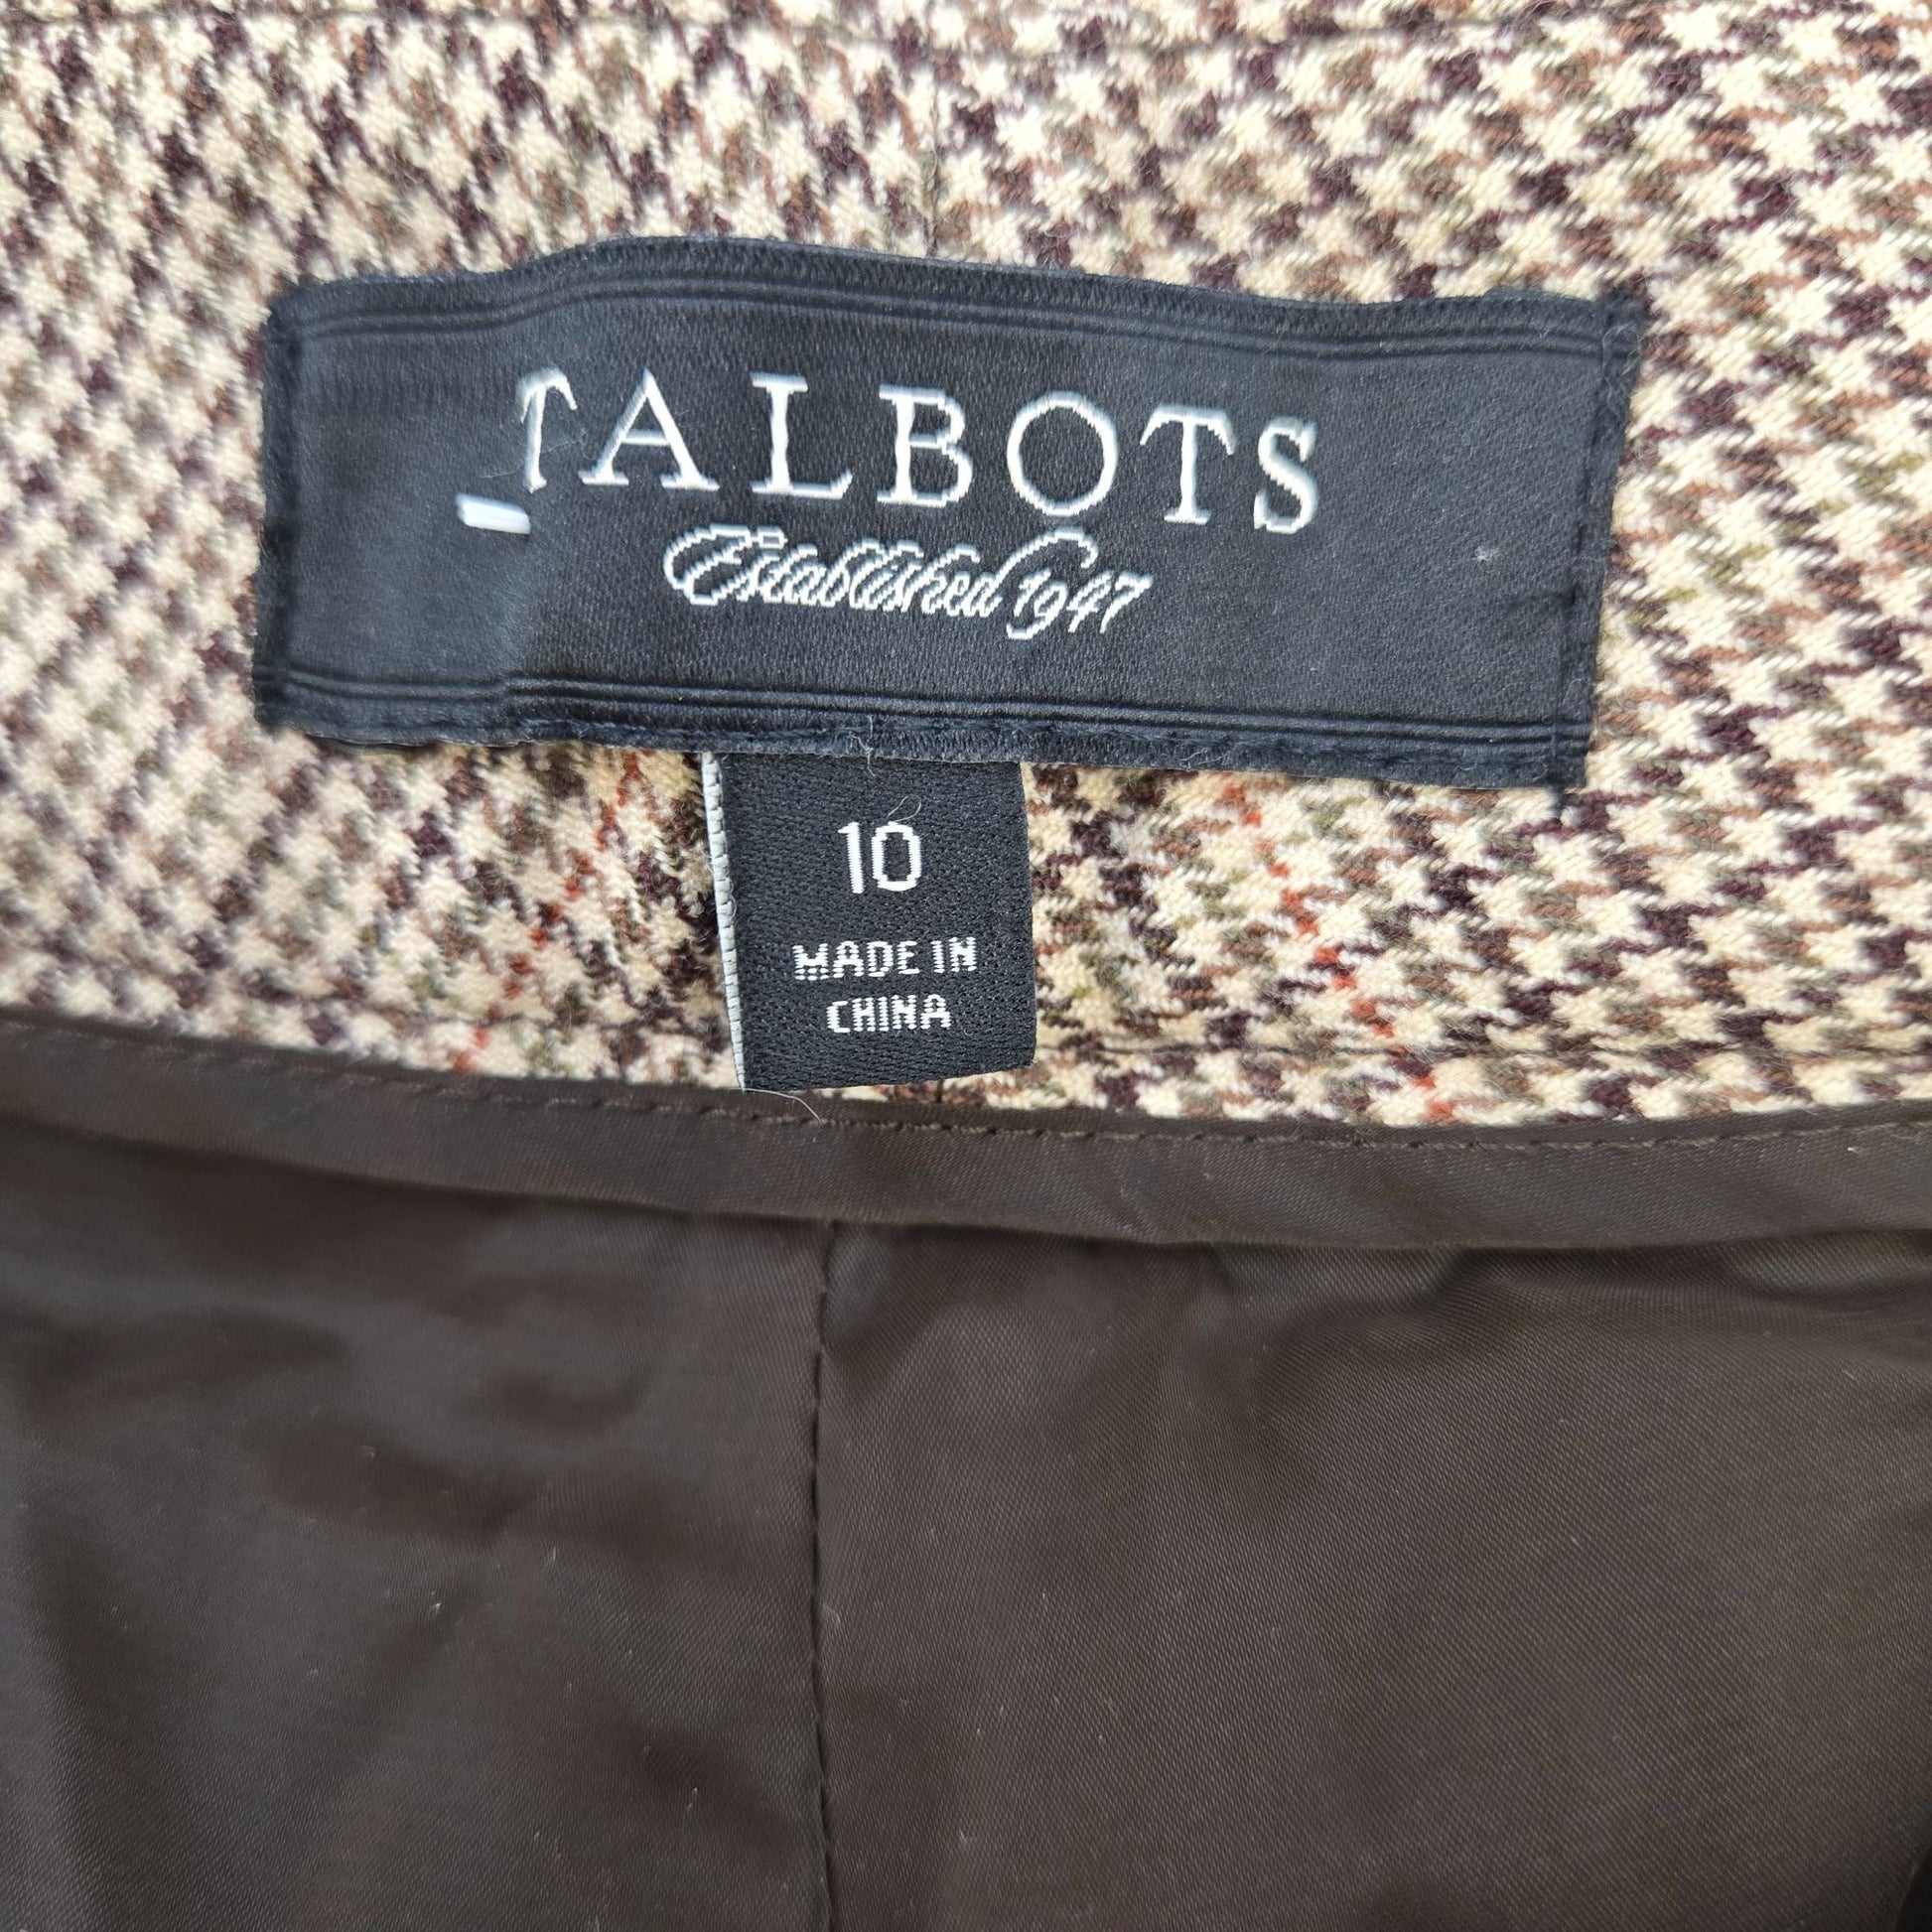 TALBOTS
Established 1947
10
MADE IN
CHINA